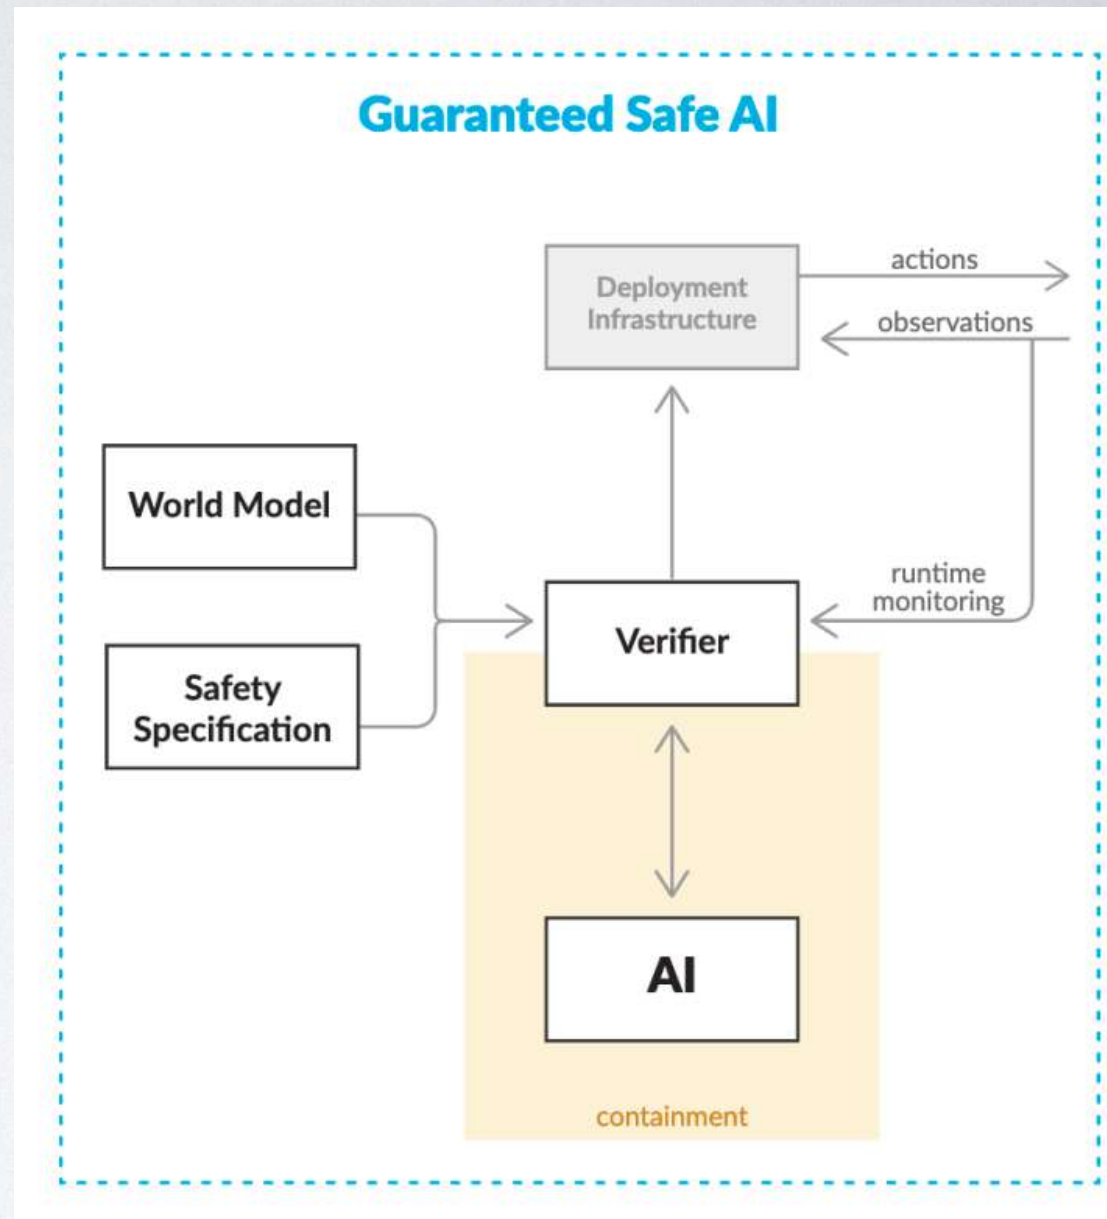 Guaranteed Safe AI
Deployment
Infrastructure
actions
observations
World Model
Safety
Specification
runtime
monitoring
Verifier
AI
containment